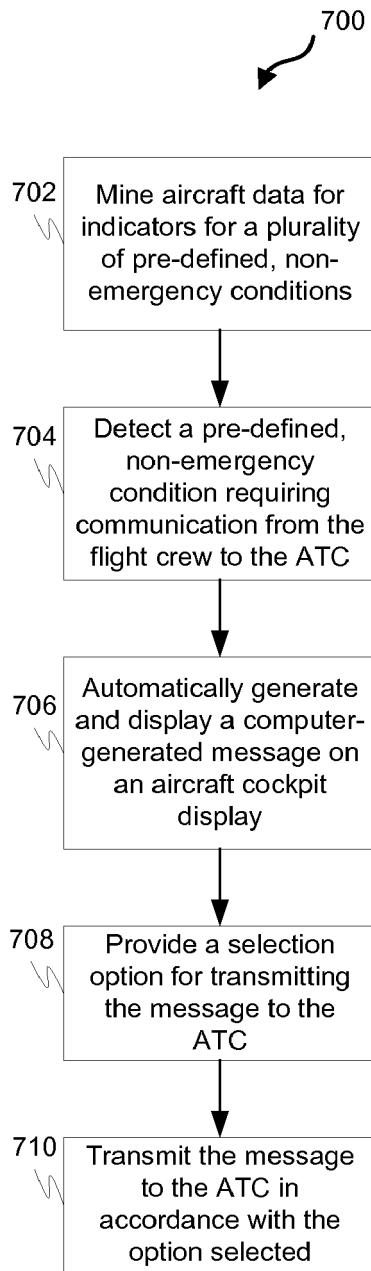 700
702
Mine aircraft data for
indicators for a plurality
of pre-defined, non-
emergency conditions
704
Detect a pre-defined,
non-emergency
condition requiring
communication from the
flight crew to the ATC
706
Automatically generate
and display a computer-
generated message on
an aircraft cockpit
display
708
Provide a selection
option for transmitting
the message to the
ATC
710
Transmit the message
to the ATC in
accordance with the
option selected